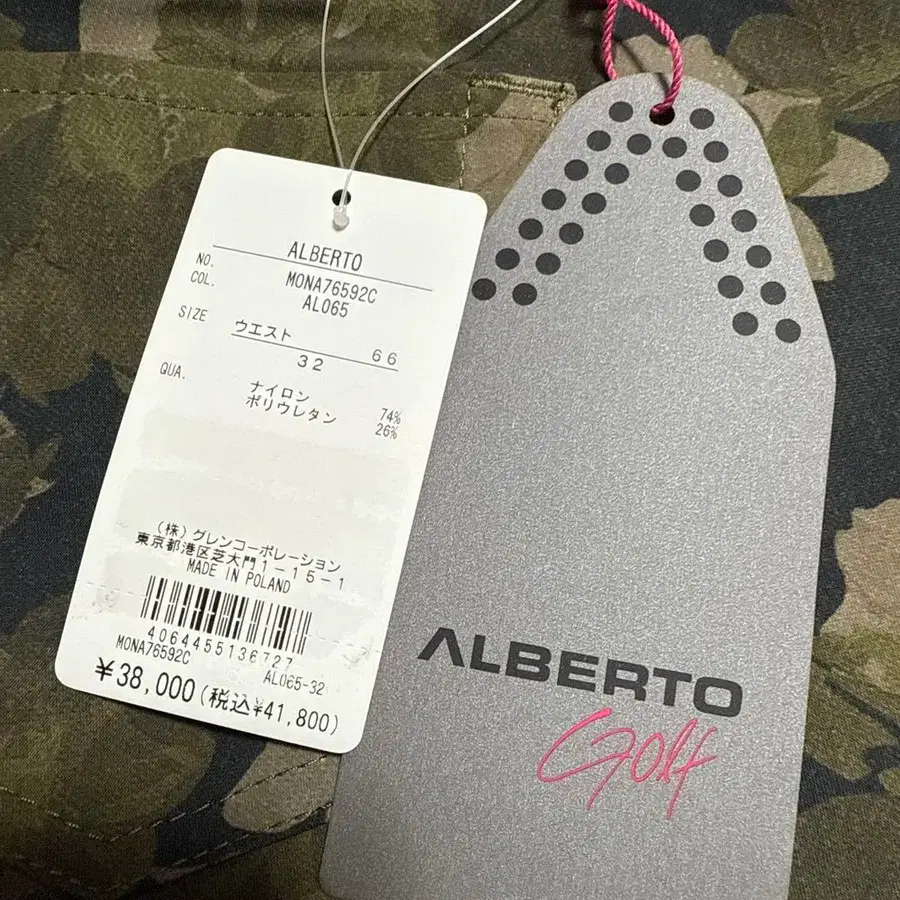 ALBERTO
NO. MONA76592C
COL. AL065
SIZE ウエスト 66
32
QUA. ナイロン 74%
ポリウレタン 26%
(株)グレンコーポレーション
東京都港区芝大門1-15-1
MADE IN POLAND
4064455136727
MONA76592C AL065-32
¥38,000(税込¥41,800)
ALBERTO
Golf